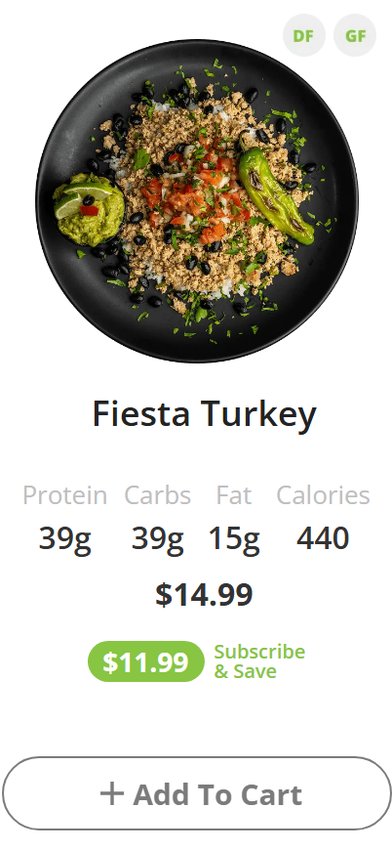 DF GF
Fiesta Turkey
Protein Carbs Fat Calories
39g 39g 15g 440
$14.99
$11.99 Subscribe
& Save
+ Add To Cart